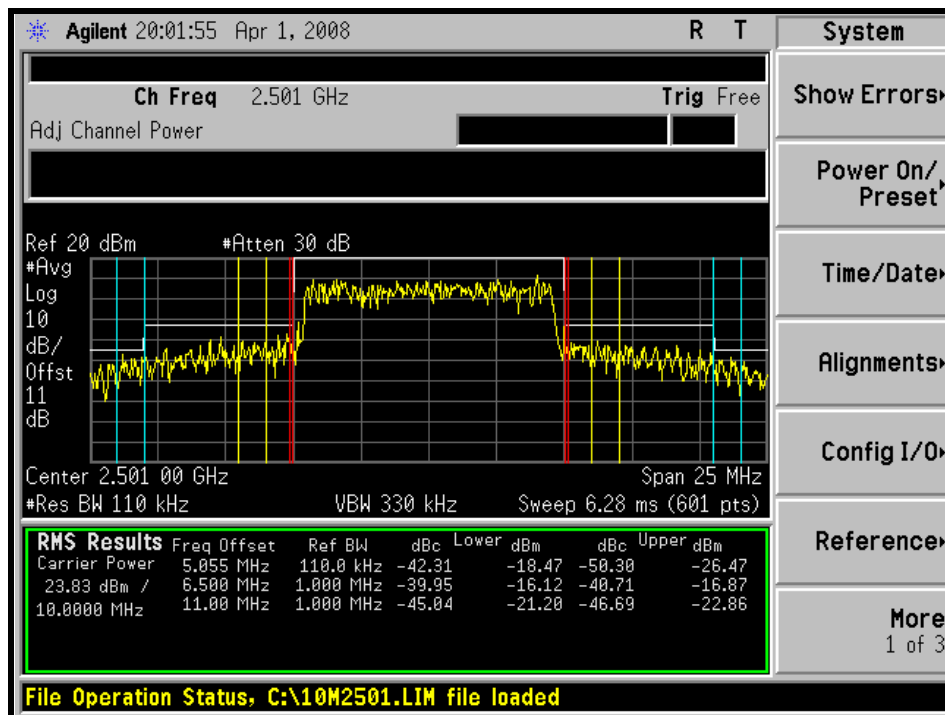 Agilent 20:01:55 Apr 1, 2008 R T
Ch Freq 2.501 GHz Trig Free
Adj Channel Power
Ref 20 dBm #Atten 30 dB
#Avg
Log
10
dB/
Offst
11
dB
Center 2.501 00 GHz Span 25 MHz
#Res BW 110 kHz VBW 330 kHz Sweep 6.28 ms (601 pts)
RMS Results Freq Offset Ref BW dBc Lower dBm dBc Upper dBm
Carrier Power 5.055 MHz 110.0 kHz -42.31 -18.47 -50.30 -26.47
23.83 dBm / 6.500 MHz 1.000 MHz -39.95 -16.12 -40.71 -16.87
10.0000 MHz 11.00 MHz 1.000 MHz -45.04 -21.20 -46.69 -22.86
File Operation Status, C:\10M2501.LIM file loaded
System
Show Errors
Power On/
Preset
Time/Date
Alignments
Config I/O
Reference
More
1 of 3